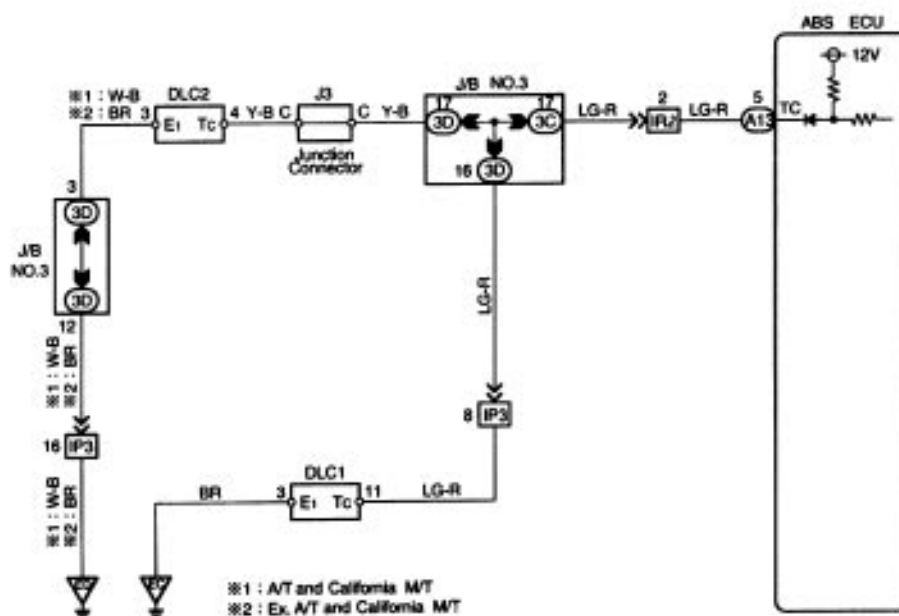 ABS ECU
12V
※1 : W-B
※2 : BR
3
DLC2
E1 Tc
4
Y-B
C
J3
C
Y-B
Junction
Connector
J/B NO.3
17
17
3D
3C
16
3D
LG-R
2
LG-R
5
A13
TC
3
3D
J/B
NO.3
3D
12
※1 : W-B
※2 : BR
LG-R
16
IP3
8
IP3
DLC1
BR
3
E1 Tc
11
LG-R
※1 : W-B
※2 : BR
EC
※1 : A/T and California M/T
※2 : Ex. A/T and California M/T